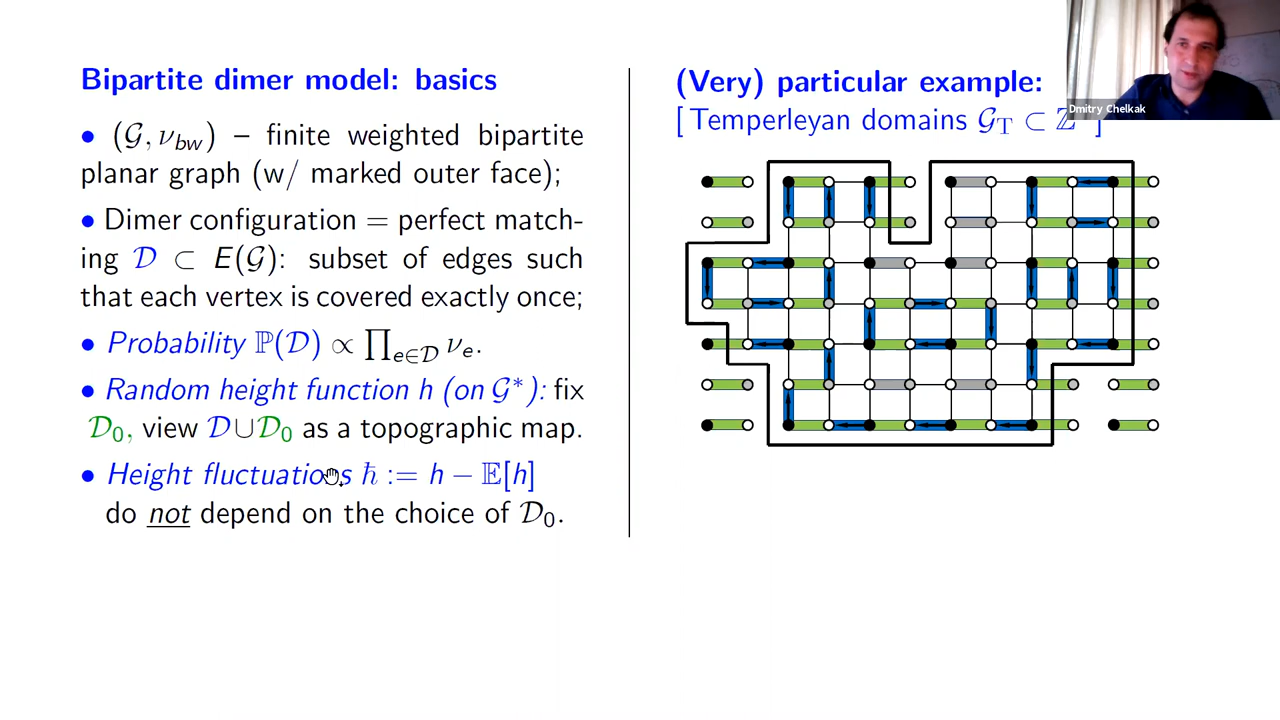 Bipartite dimer model: basics
• (𝒢, ν_bw) – finite weighted bipartite
planar graph (w/ marked outer face);
• Dimer configuration = perfect match-
ing 𝒟 ⊂ E(𝒢): subset of edges such
that each vertex is covered exactly once;
• Probability ℙ(𝒟) ∝ ∏_{e∈𝒟} ν_e.
• Random height function h (on 𝒢*): fix
𝒟₀, view 𝒟∪𝒟₀ as a topographic map.
• Height fluctuations ℏ := h − 𝔼[h]
do not depend on the choice of 𝒟₀.
(Very) particular example:
[ Temperleyan domains 𝒢_T ⊂ ℤ ]
Dmitry Chelkak